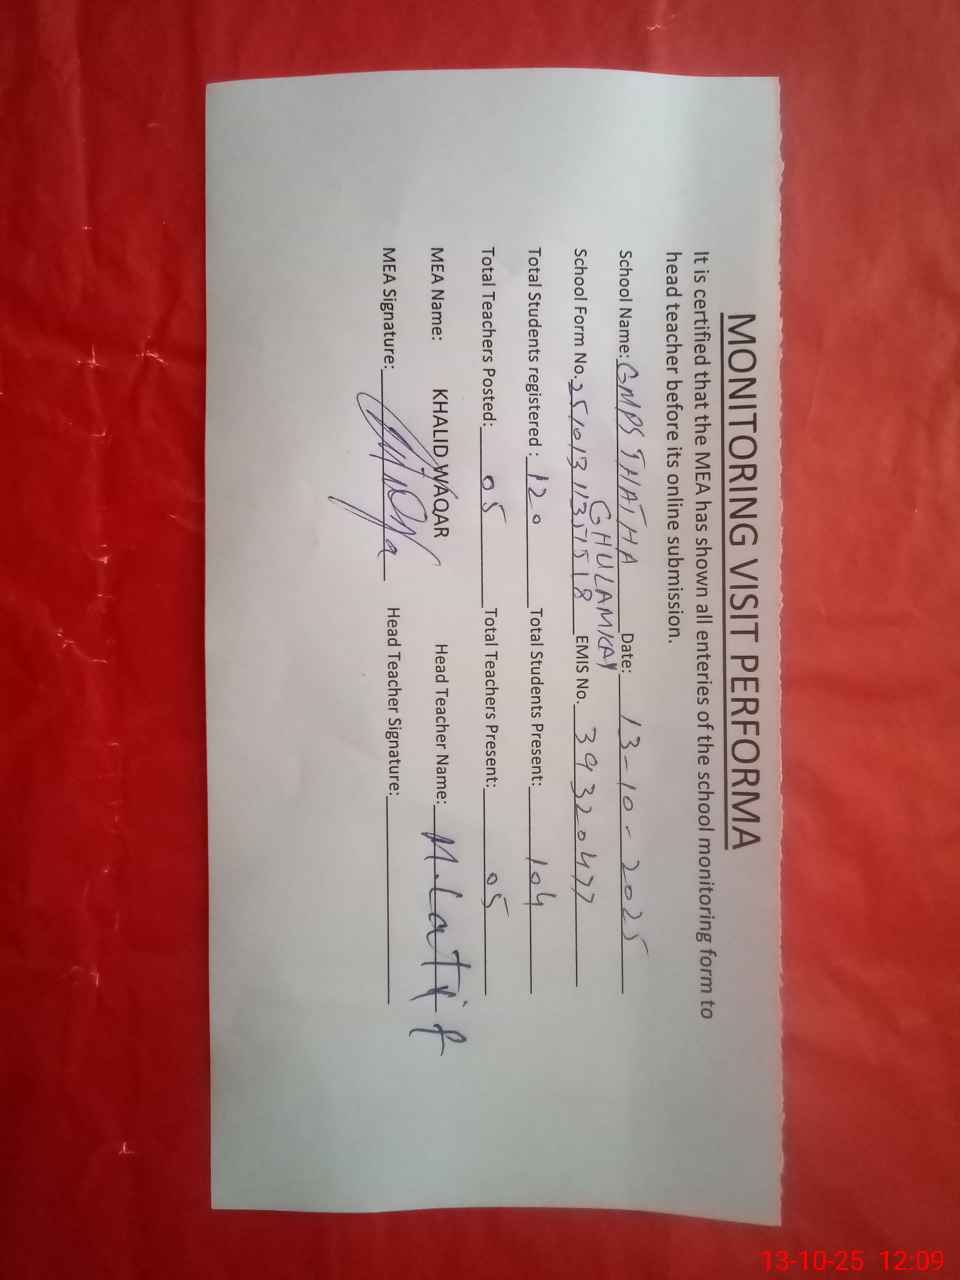 MONITORING VISIT PERFORMA
It is certified that the MEA has shown all enteries of the school monitoring form to
head teacher before its online submission.
School Name: GMPS THATHA GHULAMKAY Date: 13-10-2025
School Form No. 251013113571518 EMIS No. 39320477
Total Students registered : 120 Total Students Present: 104
Total Teachers Posted: 05 Total Teachers Present: 05
MEA Name: KHALID WAQAR Head Teacher Name: M.Latif
MEA Signature: Head Teacher Signature:
13-10-25 12:09